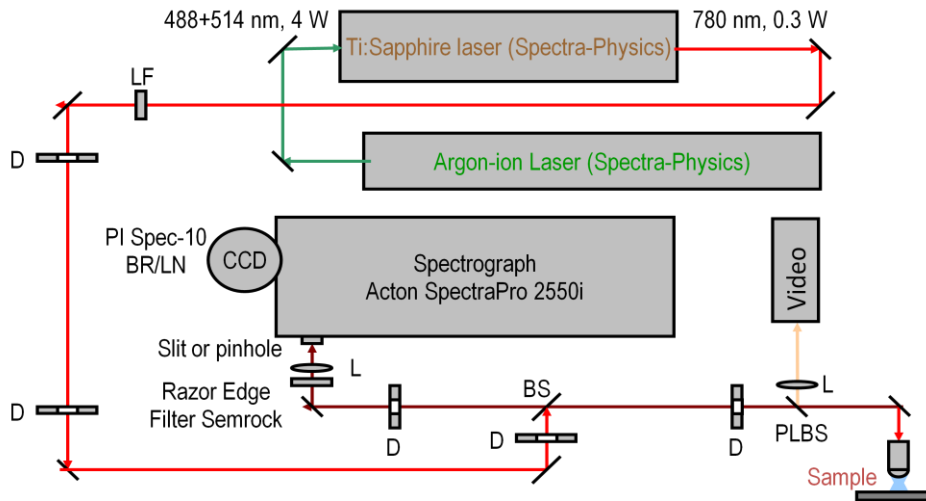 488+514 nm, 4 W
780 nm, 0.3 W
Ti:Sapphire laser (Spectra-Physics)
LF
D
Argon-ion Laser (Spectra-Physics)
PI Spec-10
BR/LN
CCD
Spectrograph
Acton SpectraPro 2550i
Video
Slit or pinhole
L
Razor Edge
Filter Semrock
L
BS
D
D
D
D
PLBS
Sample